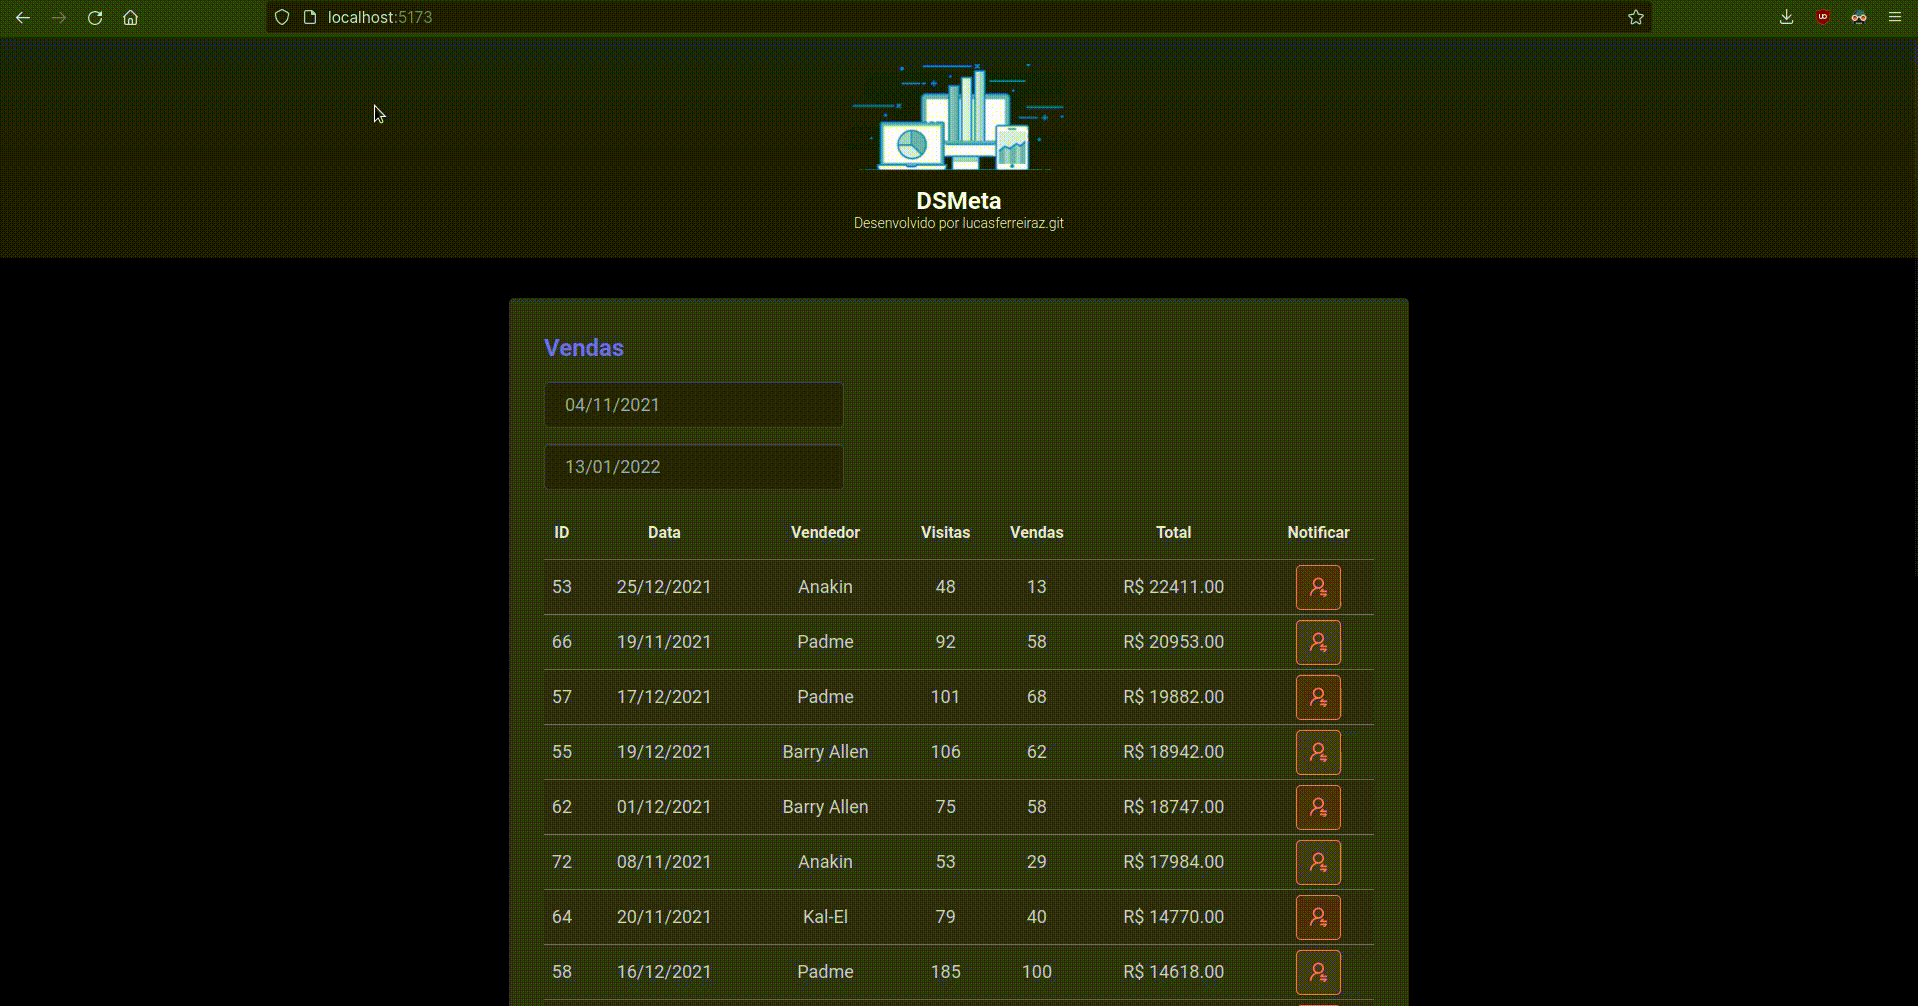 localhost:5173
DSMeta
Desenvolvido por lucasferreiraz.git
Vendas
04/11/2021
13/01/2022
ID Data Vendedor Visitas Vendas Total Notificar
53 25/12/2021 Anakin 48 13 R$ 22411.00
66 19/11/2021 Padme 92 58 R$ 20953.00
57 17/12/2021 Padme 101 68 R$ 19882.00
55 19/12/2021 Barry Allen 106 62 R$ 18942.00
62 01/12/2021 Barry Allen 75 58 R$ 18747.00
72 08/11/2021 Anakin 53 29 R$ 17984.00
64 20/11/2021 Kal-El 79 40 R$ 14770.00
58 16/12/2021 Padme 185 100 R$ 14618.00